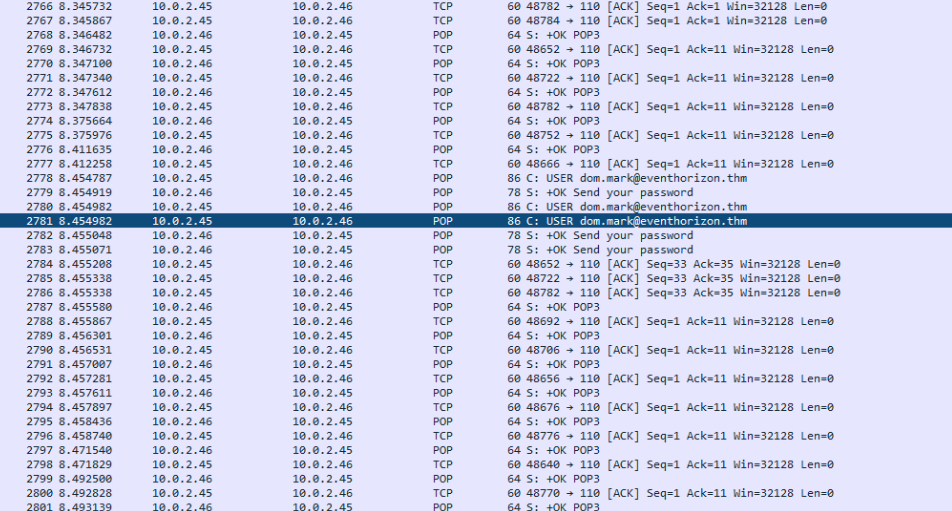 2766 8.345732 10.0.2.45 10.0.2.46 TCP 60 48782 → 110 [ACK] Seq=1 Ack=1 Win=32128 Len=0
2767 8.345867 10.0.2.45 10.0.2.46 TCP 60 48784 → 110 [ACK] Seq=1 Ack=1 Win=32128 Len=0
2768 8.346482 10.0.2.45 10.0.2.46 POP 64 S: +OK POP3
2769 8.346732 10.0.2.45 10.0.2.46 TCP 60 48652 → 110 [ACK] Seq=1 Ack=11 Win=32128 Len=0
2770 8.347100 10.0.2.45 10.0.2.46 POP 64 S: +OK POP3
2771 8.347340 10.0.2.45 10.0.2.46 TCP 60 48722 → 110 [ACK] Seq=1 Ack=11 Win=32128 Len=0
2772 8.347612 10.0.2.45 10.0.2.46 POP 64 S: +OK POP3
2773 8.347838 10.0.2.45 10.0.2.46 TCP 60 48782 → 110 [ACK] Seq=1 Ack=11 Win=32128 Len=0
2774 8.375664 10.0.2.45 10.0.2.46 POP 64 S: +OK POP3
2775 8.375976 10.0.2.45 10.0.2.46 TCP 60 48752 → 110 [ACK] Seq=1 Ack=11 Win=32128 Len=0
2776 8.411635 10.0.2.45 10.0.2.46 POP 64 S: +OK POP3
2777 8.412258 10.0.2.45 10.0.2.46 TCP 60 48666 → 110 [ACK] Seq=1 Ack=11 Win=32128 Len=0
2778 8.454787 10.0.2.45 10.0.2.46 POP 86 C: USER dom.mark@eventhorizon.thm
2779 8.454919 10.0.2.45 10.0.2.46 POP 78 S: +OK Send your password
2780 8.454982 10.0.2.45 10.0.2.46 POP 86 C: USER dom.mark@eventhorizon.thm
2781 8.454982 10.0.2.45 10.0.2.46 POP 86 C: USER dom.mark@eventhorizon.thm
2782 8.455048 10.0.2.45 10.0.2.46 POP 78 S: +OK Send your password
2783 8.455071 10.0.2.45 10.0.2.46 POP 78 S: +OK Send your password
2784 8.455208 10.0.2.45 10.0.2.46 TCP 60 48652 → 110 [ACK] Seq=33 Ack=35 Win=32128 Len=0
2785 8.455338 10.0.2.45 10.0.2.46 TCP 60 48722 → 110 [ACK] Seq=33 Ack=35 Win=32128 Len=0
2786 8.455338 10.0.2.45 10.0.2.46 TCP 60 48782 → 110 [ACK] Seq=33 Ack=35 Win=32128 Len=0
2787 8.455580 10.0.2.45 10.0.2.46 POP 64 S: +OK POP3
2788 8.455867 10.0.2.45 10.0.2.46 TCP 60 48692 → 110 [ACK] Seq=1 Ack=11 Win=32128 Len=0
2789 8.456301 10.0.2.45 10.0.2.46 POP 64 S: +OK POP3
2790 8.456531 10.0.2.45 10.0.2.46 TCP 60 48706 → 110 [ACK] Seq=1 Ack=11 Win=32128 Len=0
2791 8.457007 10.0.2.45 10.0.2.46 POP 64 S: +OK POP3
2792 8.457281 10.0.2.45 10.0.2.46 TCP 60 48656 → 110 [ACK] Seq=1 Ack=11 Win=32128 Len=0
2793 8.457611 10.0.2.45 10.0.2.46 POP 64 S: +OK POP3
2794 8.457897 10.0.2.45 10.0.2.46 TCP 60 48676 → 110 [ACK] Seq=1 Ack=11 Win=32128 Len=0
2795 8.458436 10.0.2.45 10.0.2.46 POP 64 S: +OK POP3
2796 8.458740 10.0.2.45 10.0.2.46 TCP 60 48776 → 110 [ACK] Seq=1 Ack=11 Win=32128 Len=0
2797 8.471540 10.0.2.45 10.0.2.46 POP 64 S: +OK POP3
2798 8.471829 10.0.2.45 10.0.2.46 TCP 60 48640 → 110 [ACK] Seq=1 Ack=11 Win=32128 Len=0
2799 8.492500 10.0.2.45 10.0.2.46 POP 64 S: +OK POP3
2800 8.492828 10.0.2.45 10.0.2.46 TCP 60 48770 → 110 [ACK] Seq=1 Ack=11 Win=32128 Len=0
2801 8.493139 10.0.2.45 10.0.2.46 POP 64 S: +OK POP3